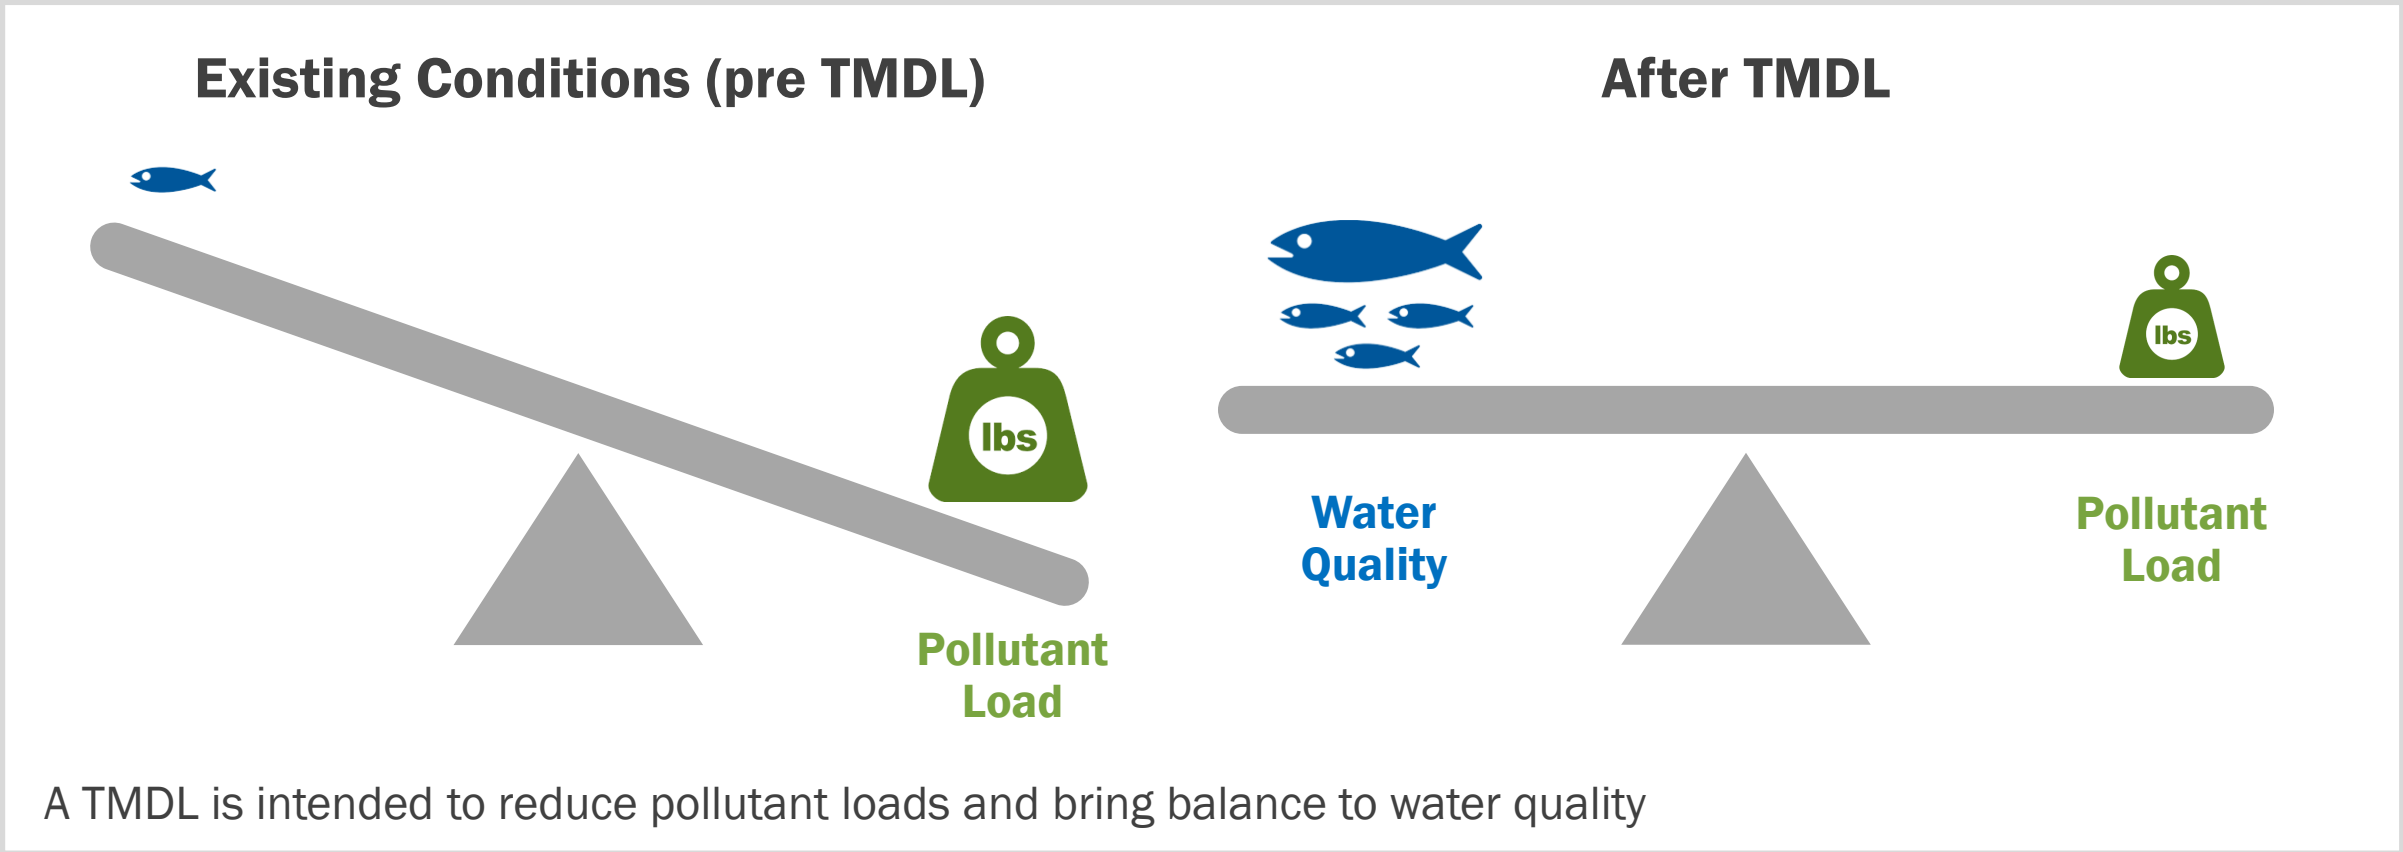 Existing Conditions (pre TMDL)
After TMDL
lbs
Pollutant
Load
lbs
Water
Quality
Pollutant
Load
A TMDL is intended to reduce pollutant loads and bring balance to water quality